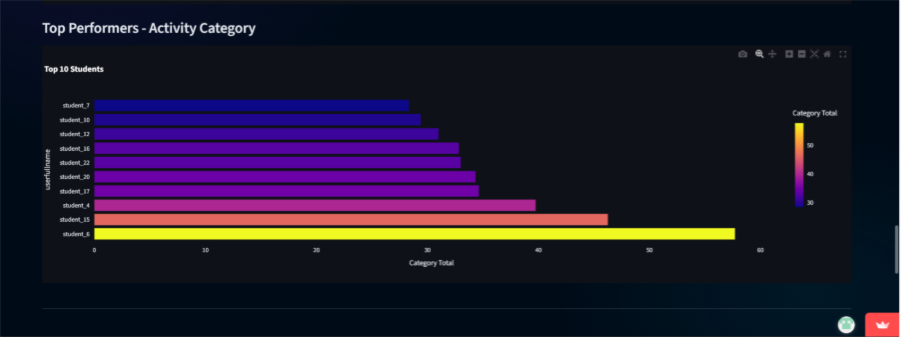 Top Performers - Activity Category
Top 10 Students
userfullname
student_7
student_10
student_12
student_16
student_22
student_20
student_17
student_4
student_15
student_6
0 10 20 30 40 50 60
Category Total
Category Total
50
40
30